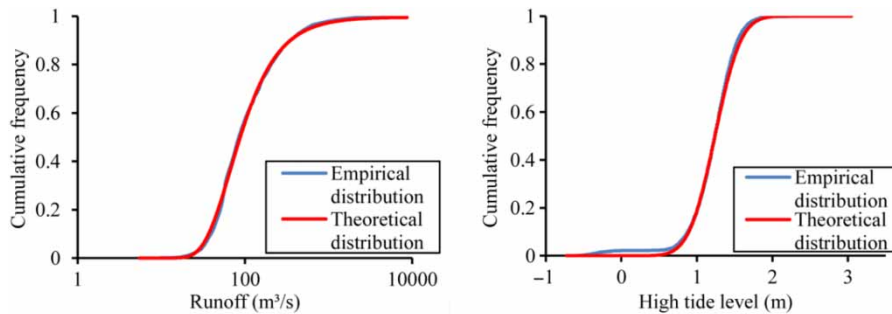 1
0.8
0.6
0.4
0.2
0
Cumulative frequency
Empirical
distribution
Theoretical
distribution
1
100
10000
Runoff (m³/s)
1
0.8
0.6
0.4
0.2
0
Cumulative frequency
Empirical
distribution
Theoretical
distribution
–1
0
1
2
3
High tide level (m)